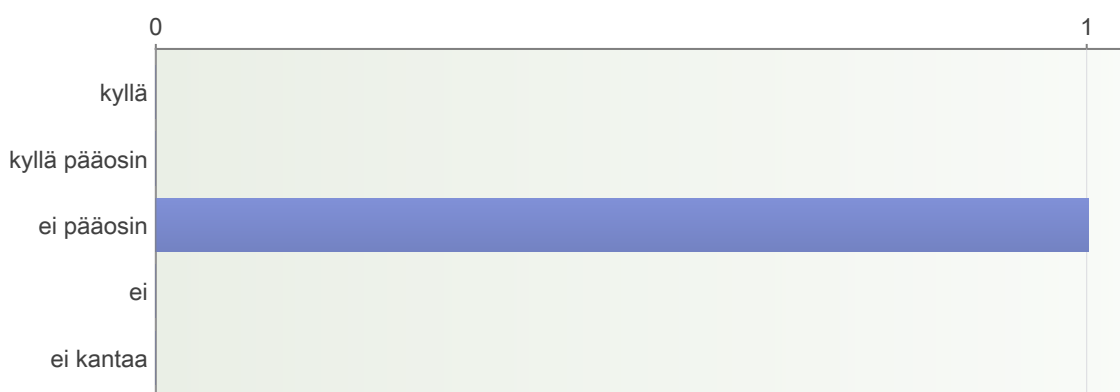 0 1
kyllä
kyllä pääosin
ei pääosin
ei
ei kantaa